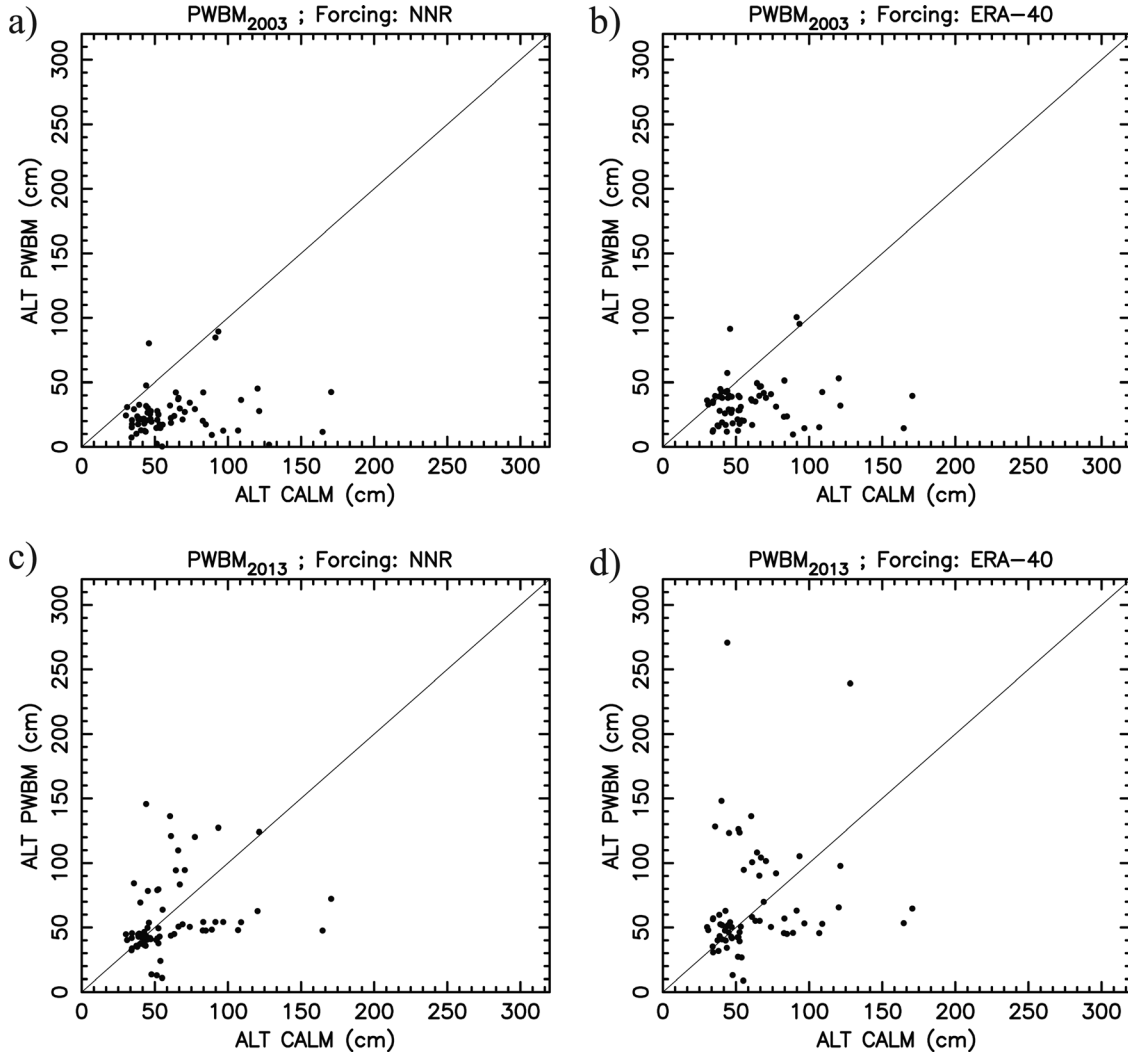 a)
PWBM2003 ; Forcing: NNR
ALT PWBM (cm)
300
250
200
150
100
50
0
0 50 100 150 200 250 300
ALT CALM (cm)
b)
PWBM2003 ; Forcing: ERA-40
ALT PWBM (cm)
300
250
200
150
100
50
0
0 50 100 150 200 250 300
ALT CALM (cm)
c)
PWBM2013 ; Forcing: NNR
ALT PWBM (cm)
300
250
200
150
100
50
0
0 50 100 150 200 250 300
ALT CALM (cm)
d)
PWBM2013 ; Forcing: ERA-40
ALT PWBM (cm)
300
250
200
150
100
50
0
0 50 100 150 200 250 300
ALT CALM (cm)